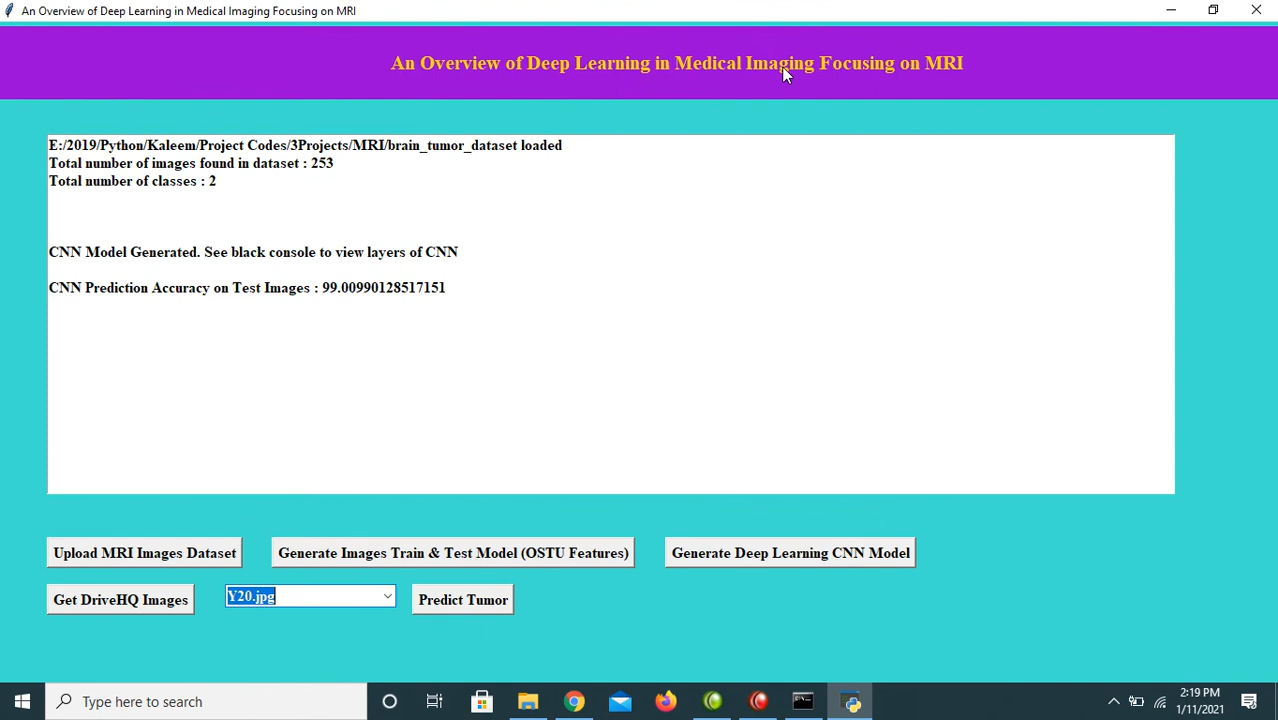 An Overview of Deep Learning in Medical Imaging Focusing on MRI
An Overview of Deep Learning in Medical Imaging Focusing on MRI
E:/2019/Python/Kaleem/Project Codes/3Projects/MRI/brain_tumor_dataset loaded
Total number of images found in dataset : 253
Total number of classes : 2
CNN Model Generated. See black console to view layers of CNN
CNN Prediction Accuracy on Test Images : 99.00990128517151
Upload MRI Images Dataset
Generate Images Train & Test Model (OSTU Features)
Generate Deep Learning CNN Model
Get DriveHQ Images
Y20.jpg
Predict Tumor
Type here to search
2:19 PM
1/11/2021